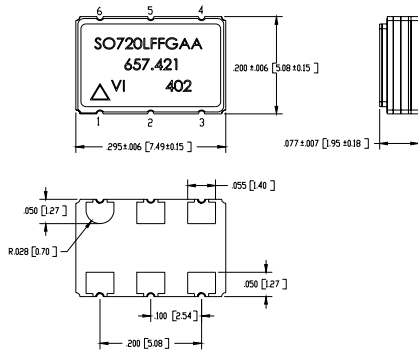 6 5 4
SO720LFFGAA
657.421
VI 402
1 2 3
.200 ±.006 [5.08 ±0.15]
.295±.006 [7.49±0.15]
.077 ±.007 [1.95 ±0.18]
.055 [1.40]
.050 [1.27]
R.028 [0.70]
.050 [1.27]
.100 [2.54]
.200 [5.08]